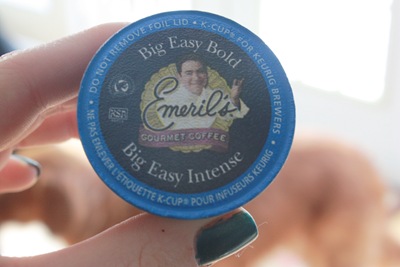 DO NOT REMOVE FOIL LID • K-CUP® FOR KEURIG BREWERS
Big Easy Bold
Emeril's
GOURMET COFFEE
Big Easy Intense
NE PAS ENLEVER L'ÉTIQUETTE K-CUP® POUR INFUSEURS KEURIG